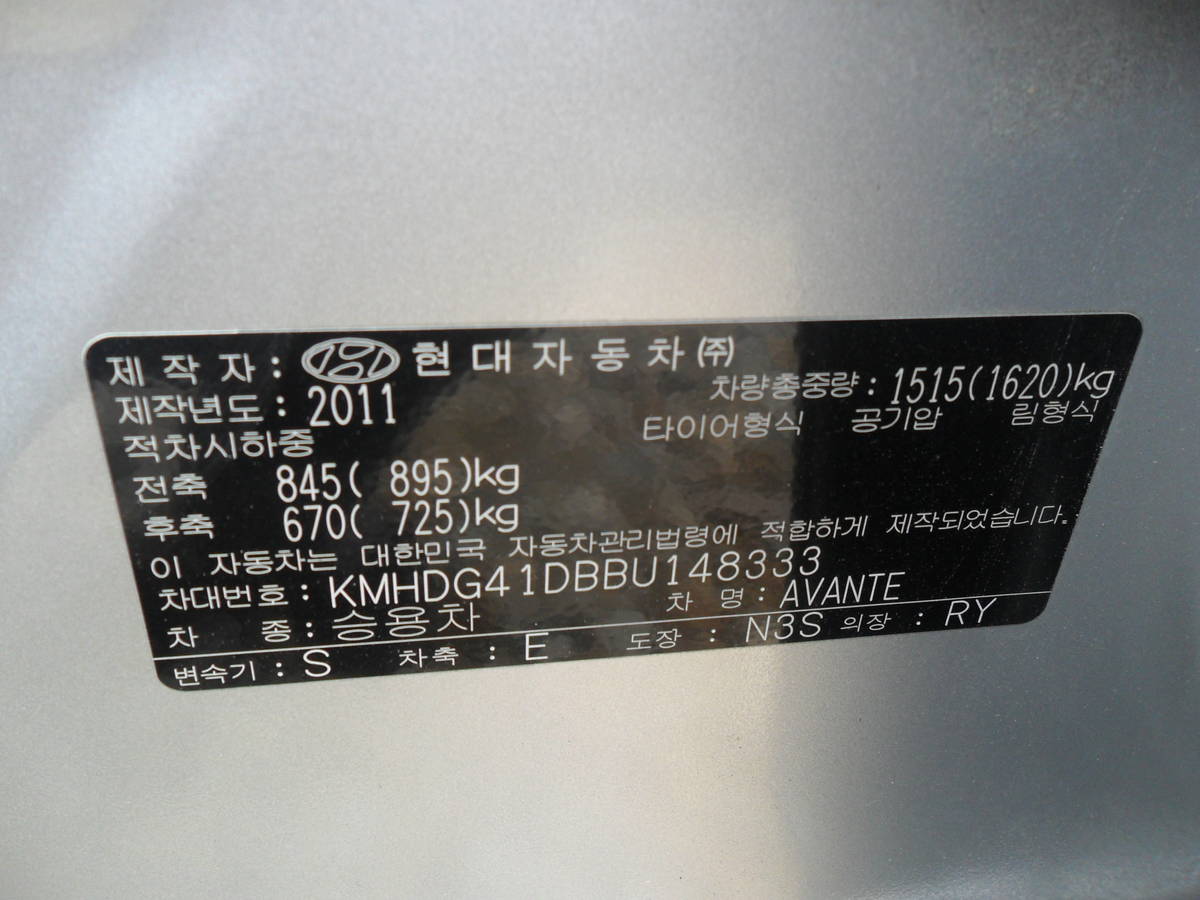 제 작 자 : 현 대 자 동 차 ㈜
제작년도 : 2011
차량총중량 : 1515(1620)kg
적차시하중
타이어형식 공기압 림형식
전축 845( 895)kg
후축 670( 725)kg
이 자동차는 대한민국 자동차관리법령에 적합하게 제작되었습니다.
차대번호 : KMHDG41DBBU148333
차 종 : 승용차 차 명 : AVANTE
변속기 : S 차축 : E 도장 : N3S 의장 : RY